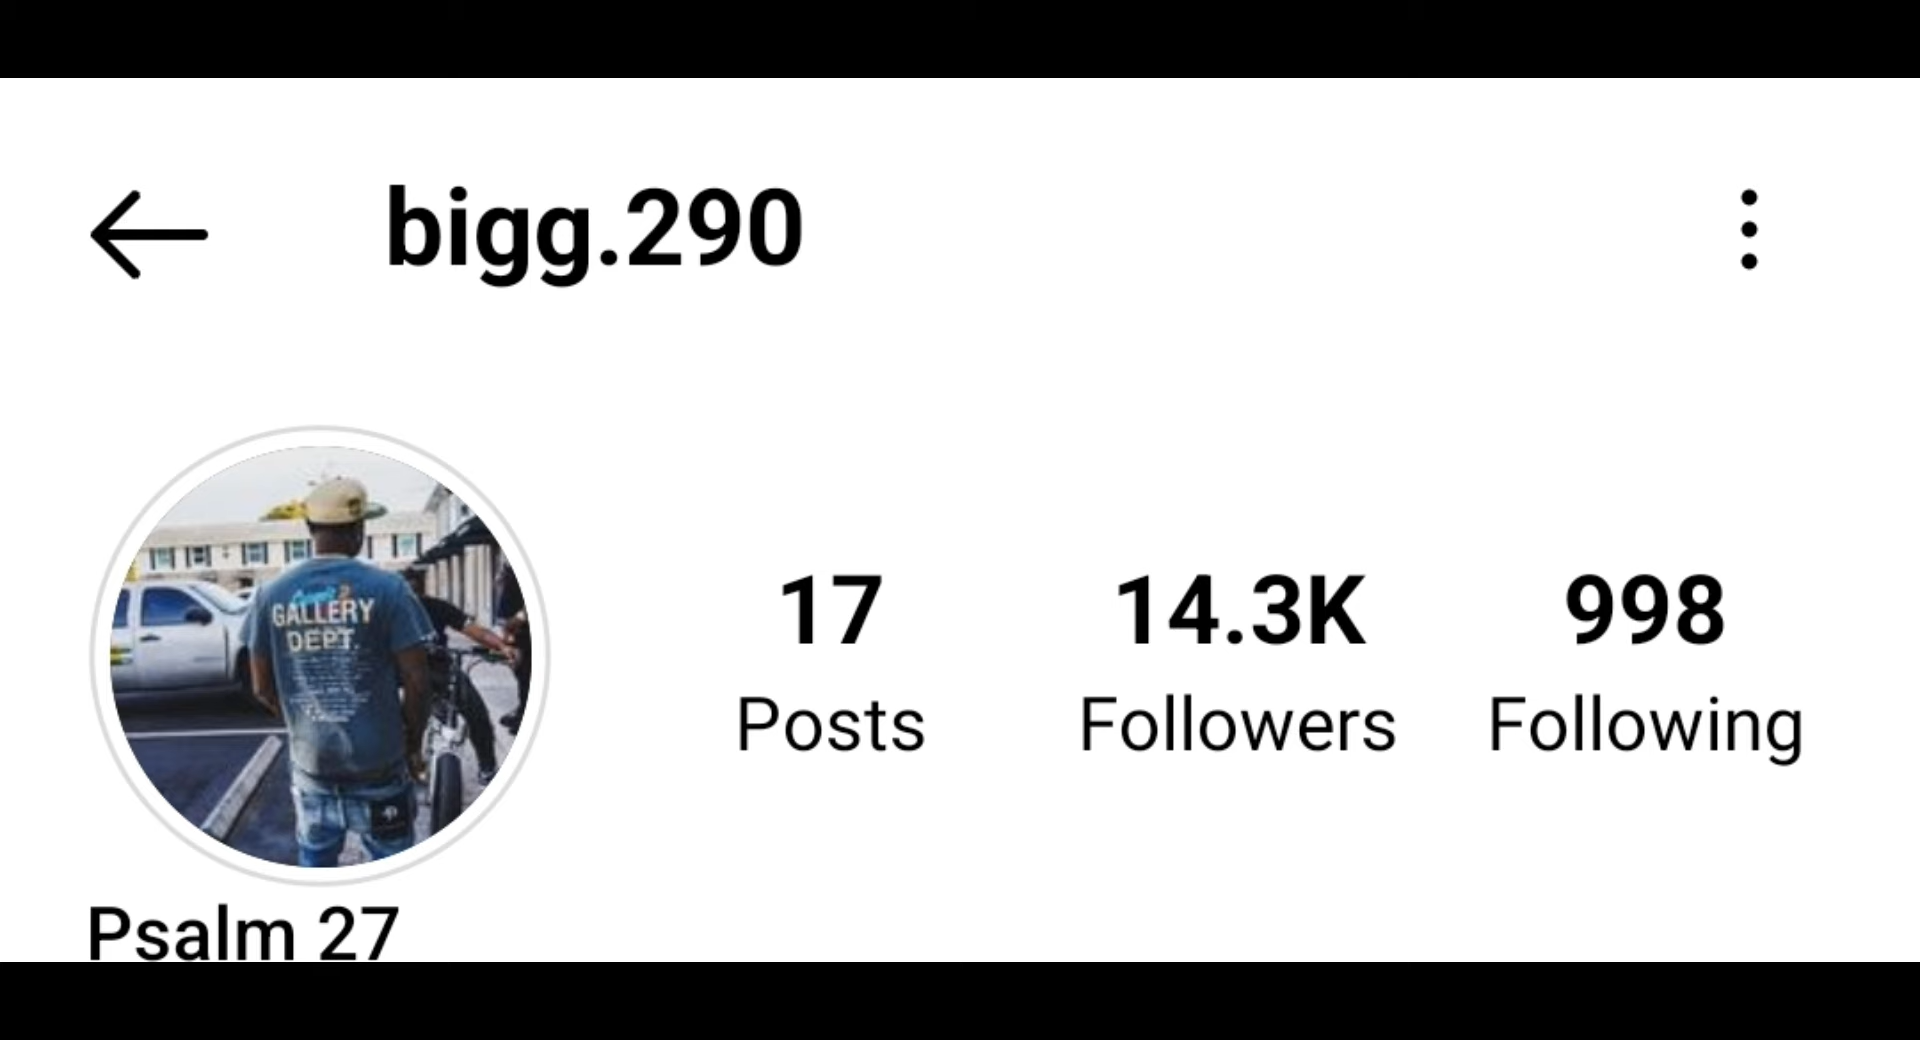 bigg.290
GALLERY
DEPT.
17 14.3K 998
Posts Followers Following
Psalm 27